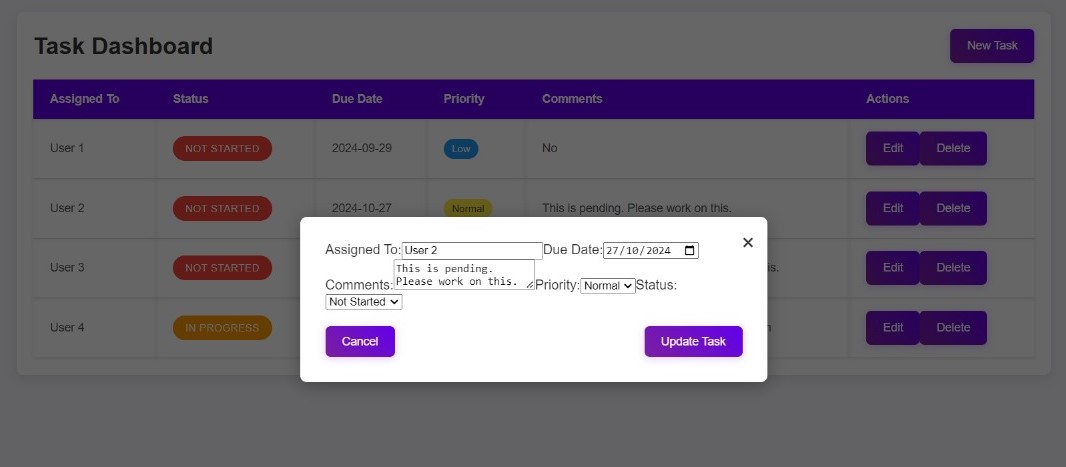 Task Dashboard
New Task
Assigned To Status Due Date Priority Comments Actions
User 1 NOT STARTED 2024-09-29 Low No Edit Delete
User 2 NOT STARTED 2024-10-27 Normal This is pending. Please work on this. Edit Delete
User 3 NOT STARTED Edit Delete
User 4 IN PROGRESS Edit Delete
×
Assigned To: User 2 Due Date: 27/10/2024
Comments: This is pending.
Please work on this. Priority: Normal Status:
Not Started
Cancel Update Task